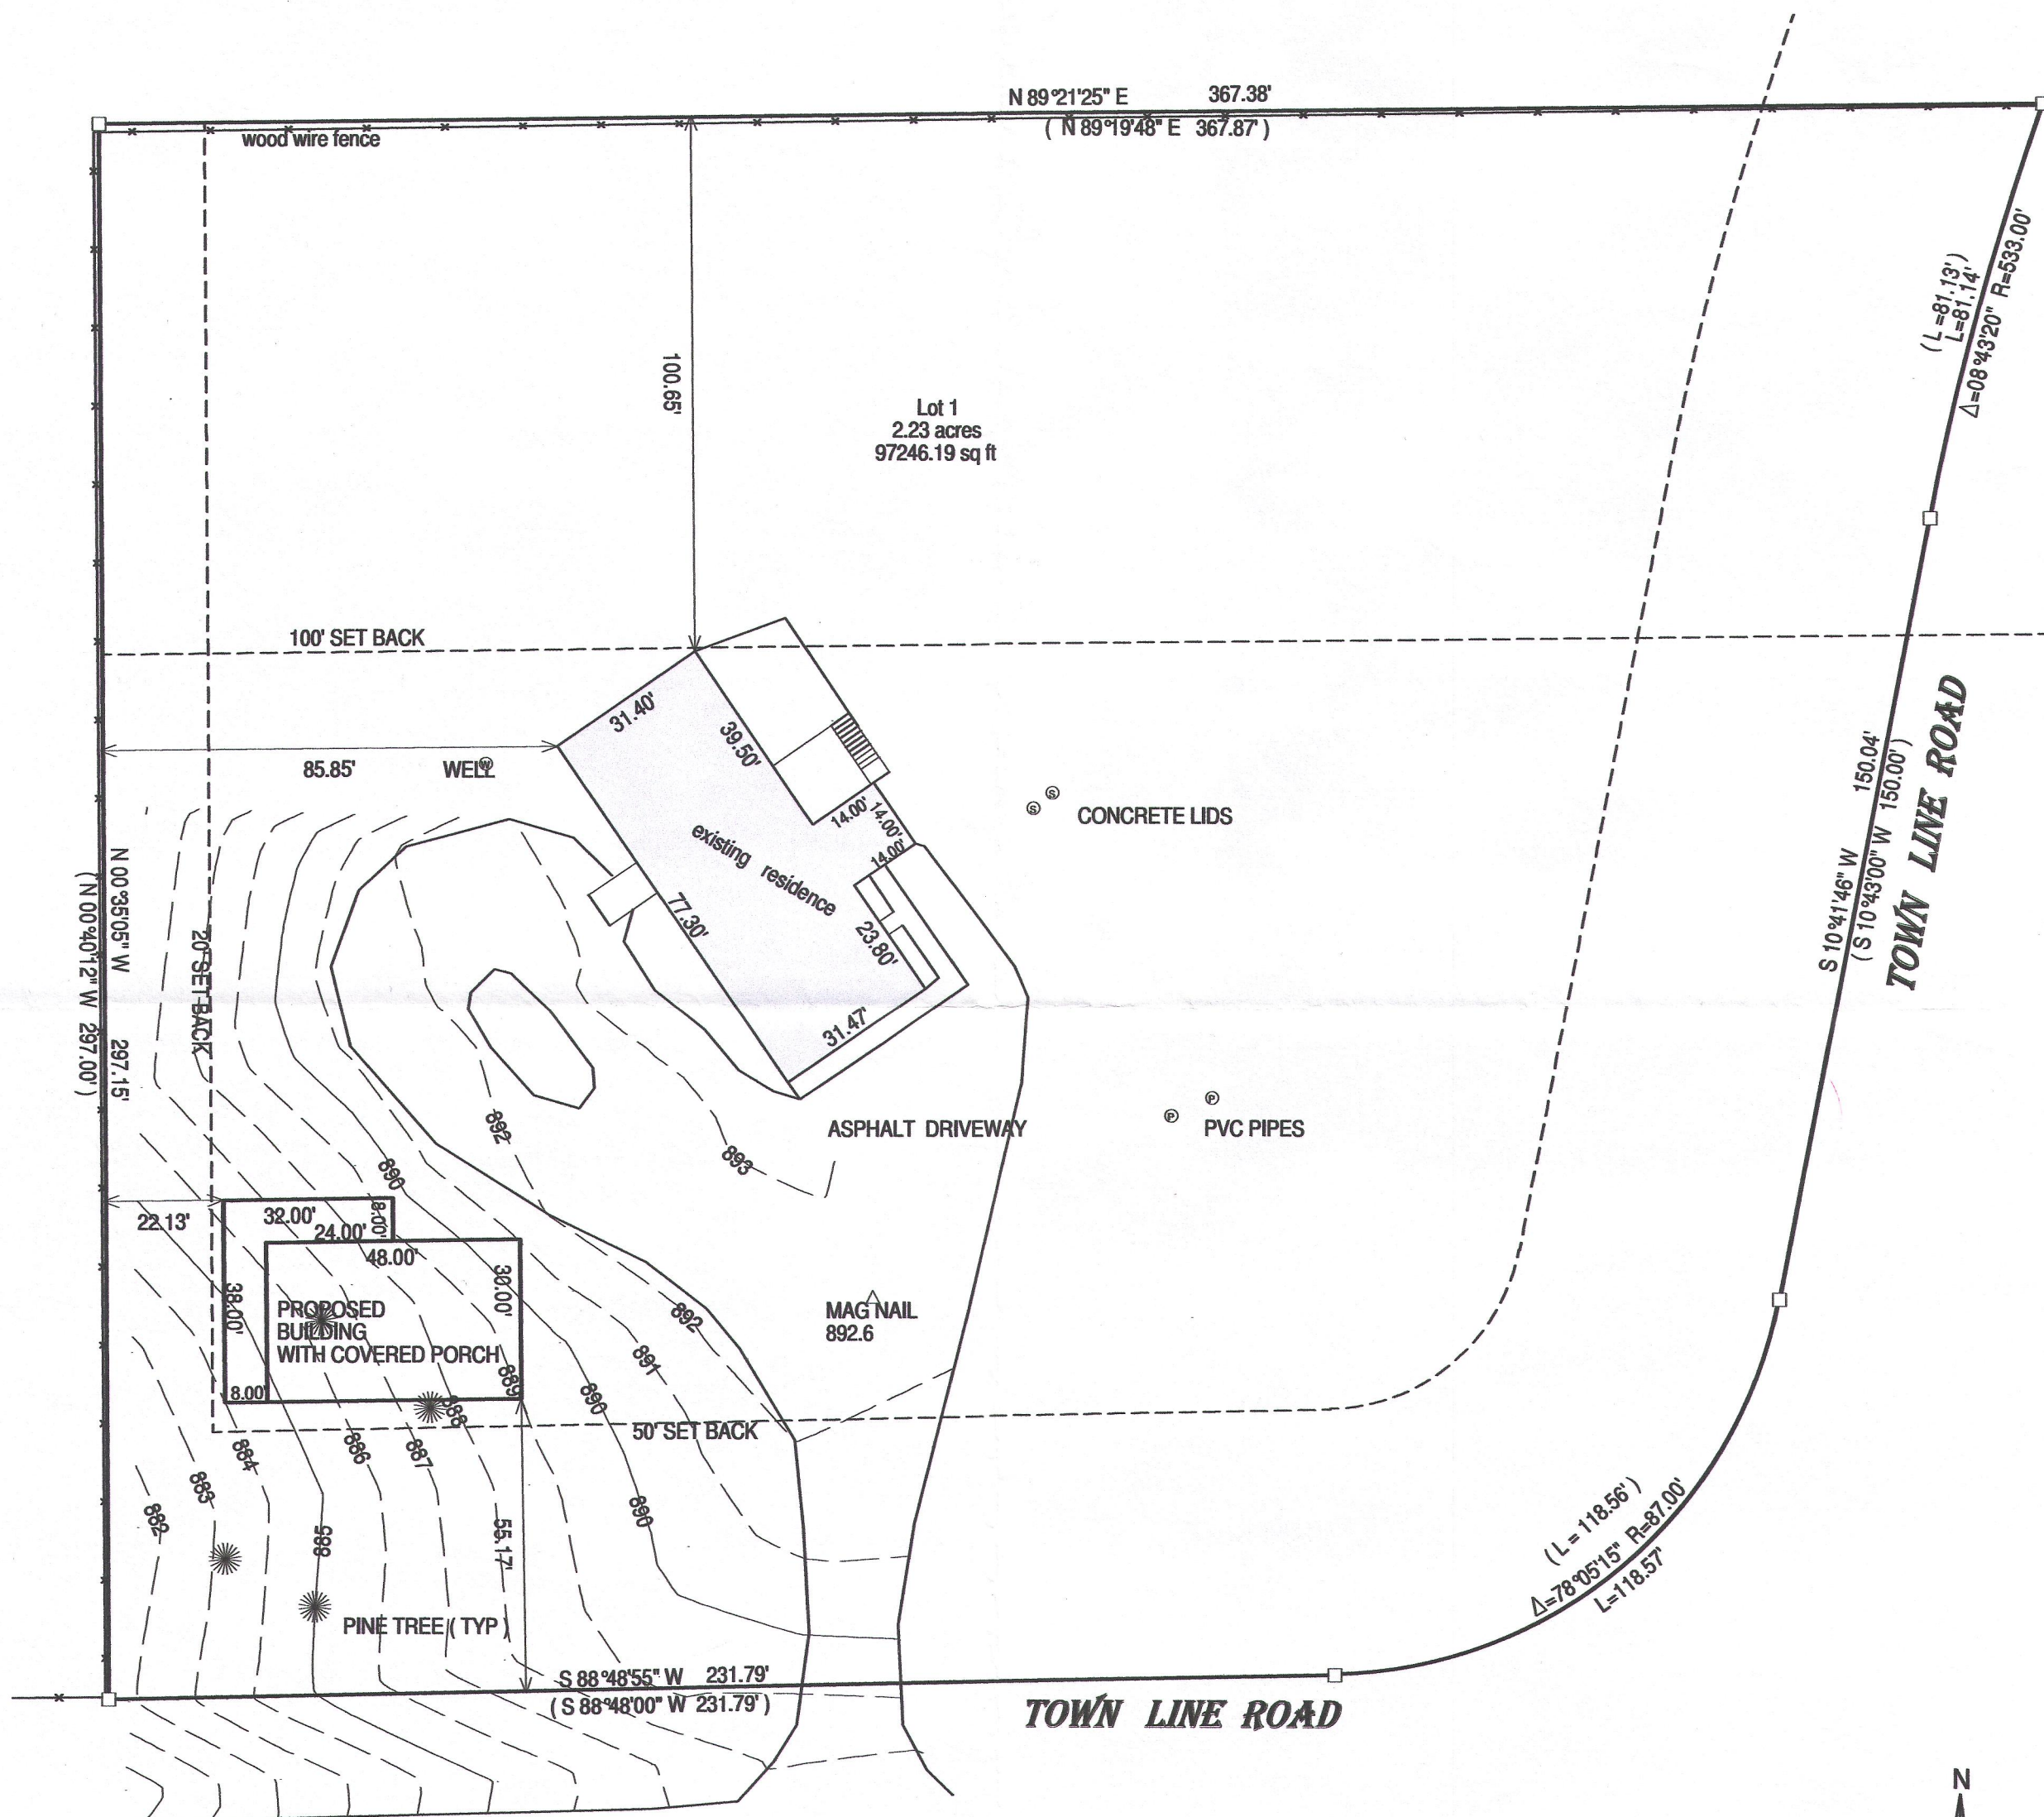 N 89°21'25" E 367.38'
( N 89°19'48" E 367.87' )
wood wire fence
( L =81.13' )
L=81.14'
Δ=08°43'20" R=533.00'
100.65'
Lot 1
2.23 acres
97246.19 sq ft
100' SET BACK
31.40'
39.50'
85.85'
WELL
W
14.00'
14.00'
14.00'
existing residence
S
S
CONCRETE LIDS
150.04'
S 10°41'46" W
( S 10°43'00" W 150.00' )
TOWN LINE ROAD
N 00°35'05" W 297.15'
( N 00°40'12" W 297.00' )
20' SET BACK
77.30'
23.80'
31.47'
892
893
890
ASPHALT DRIVEWAY
P
P
PVC PIPES
22.13'
32.00'
8.00'
24.00'
48.00'
38.00'
30.00'
PROPOSED
BUILDING
WITH COVERED PORCH
8.00'
892
891
MAG NAIL
892.6
889
888
890
50' SET BACK
882
883
884
885
886
887
890
55.17'
PINE TREE ( TYP )
( L = 118.56' )
Δ=78°05'15" R=87.00'
L=118.57'
S 88°48'55" W 231.79'
( S 88°48'00" W 231.79' )
TOWN LINE ROAD
N